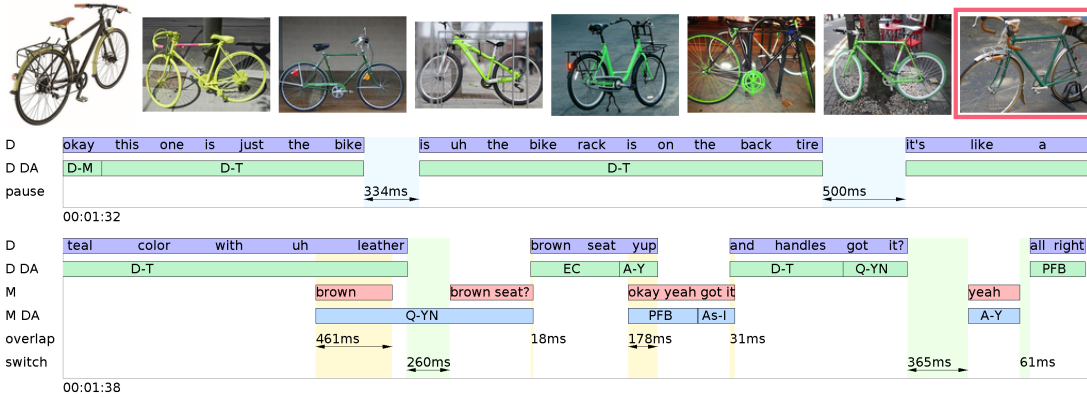 D okay this one is just the bike is uh the bike rack is on the back tire it's like a
D DA D-M D-T D-T
pause 334ms 500ms
00:01:32
D teal color with uh leather brown seat yup and handles got it? all right
D DA D-T EC A-Y D-T Q-YN PFB
M brown brown seat? okay yeah got it yeah
M DA Q-YN PFB As-I A-Y
overlap 461ms 18ms 178ms 31ms
switch 260ms 365ms 61ms
00:01:38